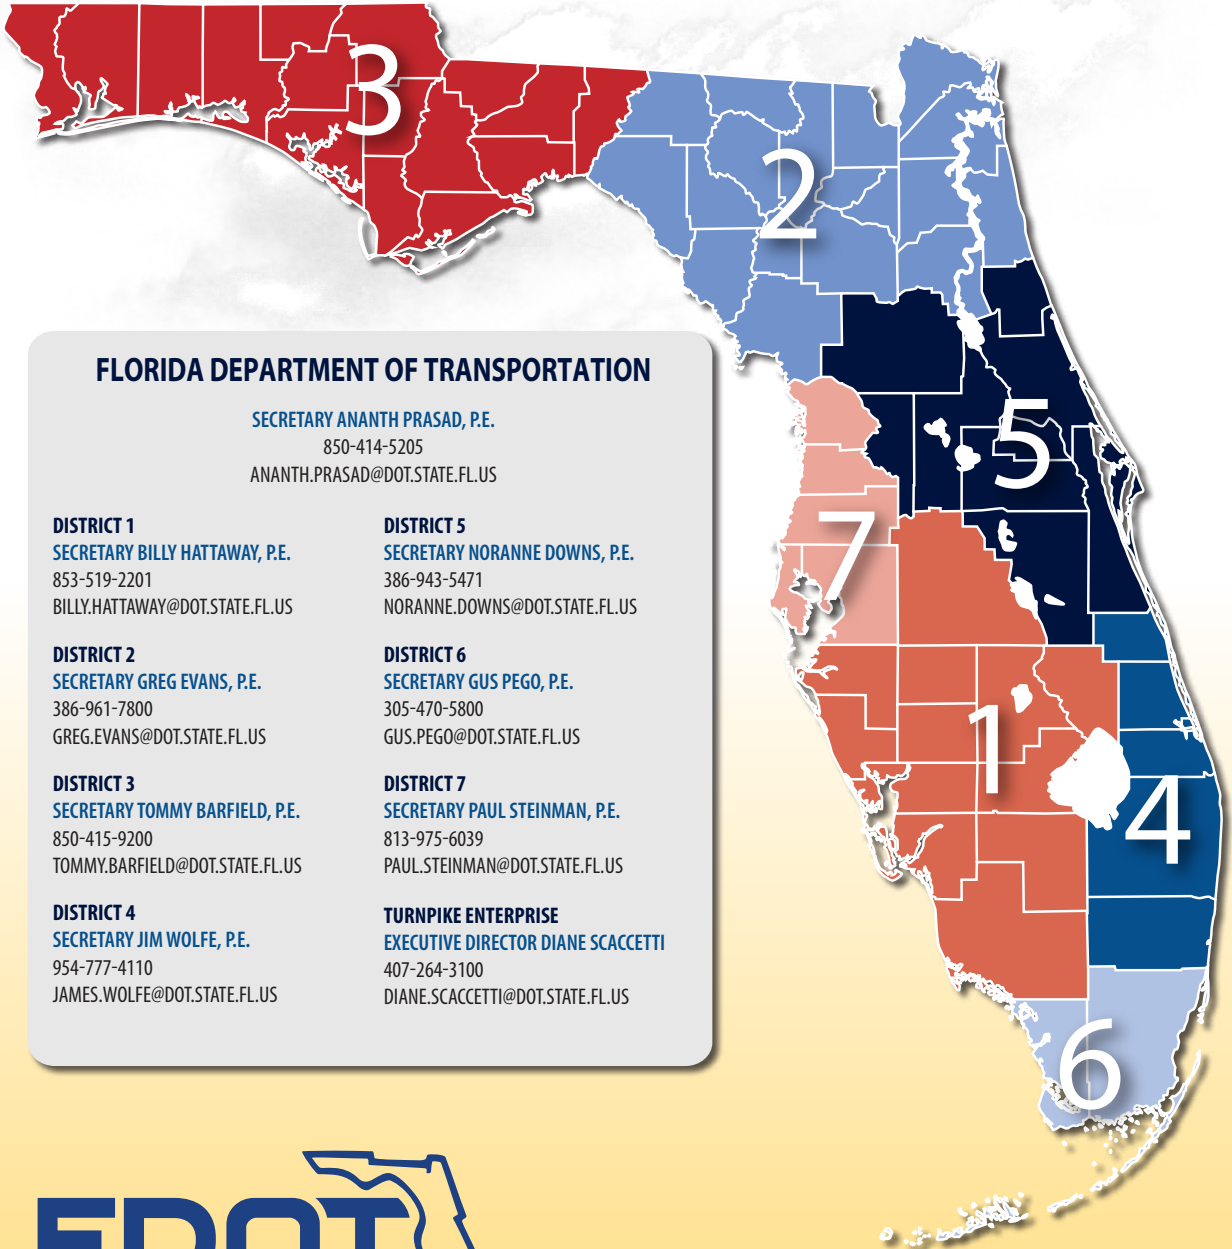 3
2
5
7
1
4
6
FLORIDA DEPARTMENT OF TRANSPORTATION
SECRETARY ANANTH PRASAD, P.E.
850-414-5205
ANANTH.PRASAD@DOT.STATE.FL.US
DISTRICT 1
SECRETARY BILLY HATTAWAY, P.E.
853-519-2201
BILLY.HATTAWAY@DOT.STATE.FL.US
DISTRICT 2
SECRETARY GREG EVANS, P.E.
386-961-7800
GREG.EVANS@DOT.STATE.FL.US
DISTRICT 3
SECRETARY TOMMY BARFIELD, P.E.
850-415-9200
TOMMY.BARFIELD@DOT.STATE.FL.US
DISTRICT 4
SECRETARY JIM WOLFE, P.E.
954-777-4110
JAMES.WOLFE@DOT.STATE.FL.US
DISTRICT 5
SECRETARY NORANNE DOWNS, P.E.
386-943-5471
NORANNE.DOWNS@DOT.STATE.FL.US
DISTRICT 6
SECRETARY GUS PEGO, P.E.
305-470-5800
GUS.PEGO@DOT.STATE.FL.US
DISTRICT 7
SECRETARY PAUL STEINMAN, P.E.
813-975-6039
PAUL.STEINMAN@DOT.STATE.FL.US
TURNPIKE ENTERPRISE
EXECUTIVE DIRECTOR DIANE SCACCETTI
407-264-3100
DIANE.SCACCETTI@DOT.STATE.FL.US
FDOT